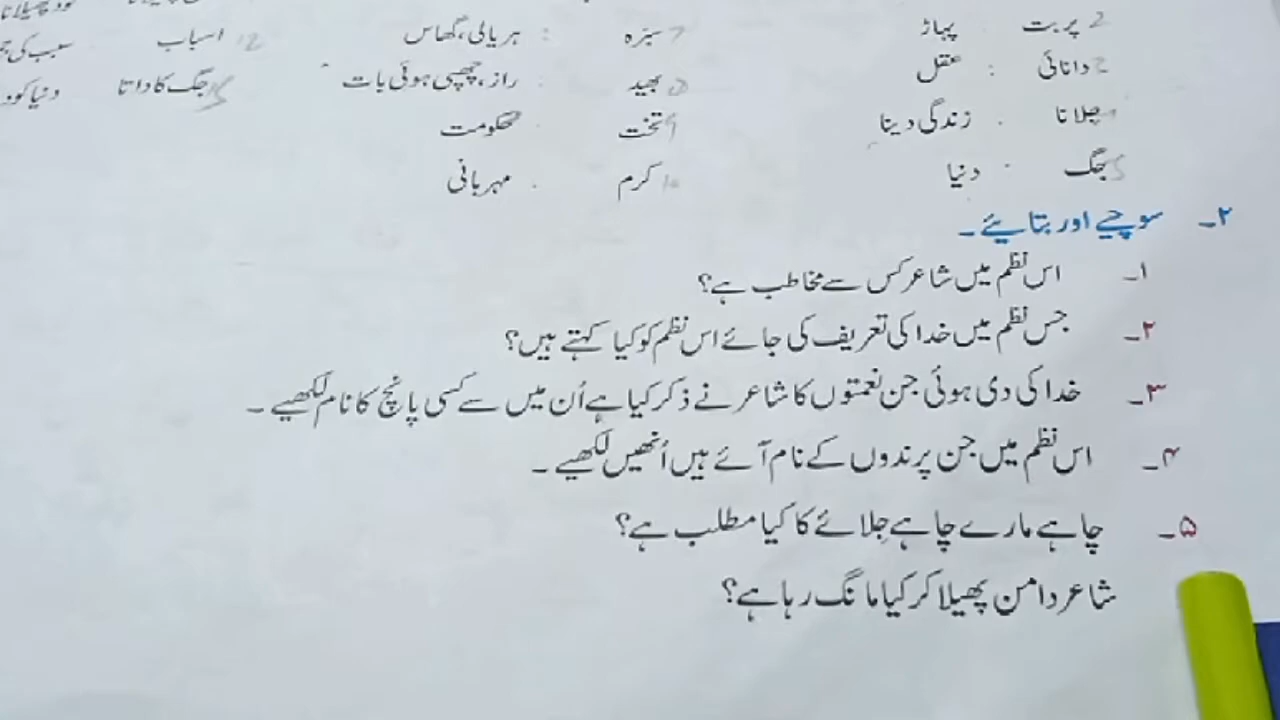 پربت پہاڑ سبزہ : ہریالی، گھاس اسباب
دانائی : عقل بھید : راز، چھپی ہوئی بات جگ کا داتا
جِلانا زندگی دینا تخت حکومت
جگ دنیا کرم مہربانی
۲۔ سوچیے اور بتایئے۔
۱۔ اس نظم میں شاعر کس سے مخاطب ہے؟
۲۔ جس نظم میں خدا کی تعریف کی جائے اس نظم کو کیا کہتے ہیں؟
۳۔ خدا کی دی ہوئی جن نعمتوں کا شاعر نے ذکر کیا ہے اُن میں سے کسی پانچ کا نام لکھیے۔
۴۔ اس نظم میں جن پرندوں کے نام آئے ہیں اُنھیں لکھیے۔
۵۔ چاہے مارے چاہے جِلائے کا کیا مطلب ہے؟
شاعر دامن پھیلا کر کیا مانگ رہا ہے؟